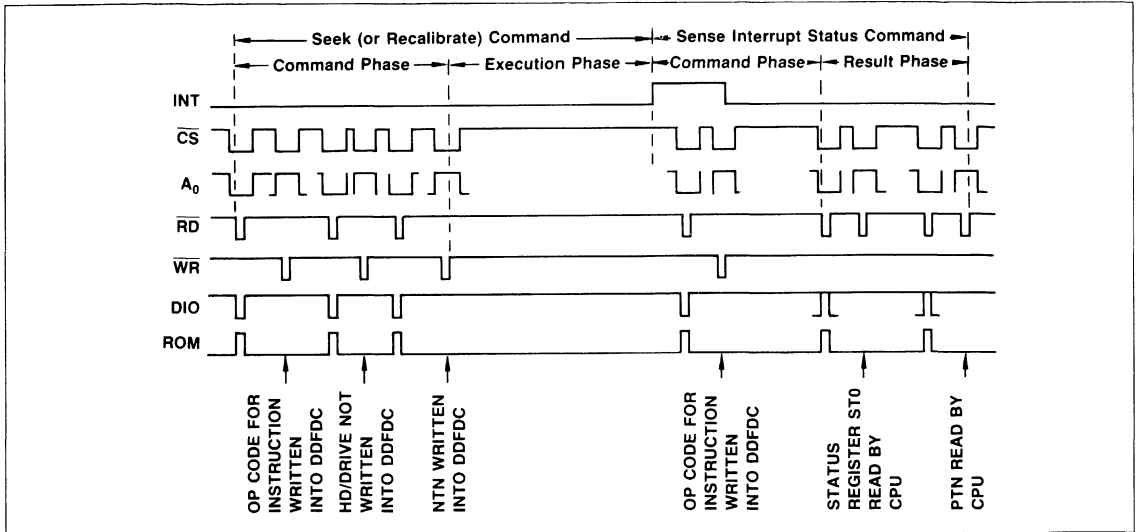 Seek (or Recalibrate) Command
Sense Interrupt Status Command
Command Phase
Execution Phase
Command Phase
Result Phase
INT
CS
A0
RD
WR
DIO
ROM
OP CODE FOR
INSTRUCTION
WRITTEN
INTO DDFDC
HD/DRIVE NOT
WRITTEN
INTO DDFDC
NTN WRITTEN
INTO DDFDC
OP CODE FOR
INSTRUCTION
WRITTEN
INTO DDFDC
STATUS
REGISTER ST0
READ BY
CPU
PTN READ BY
CPU